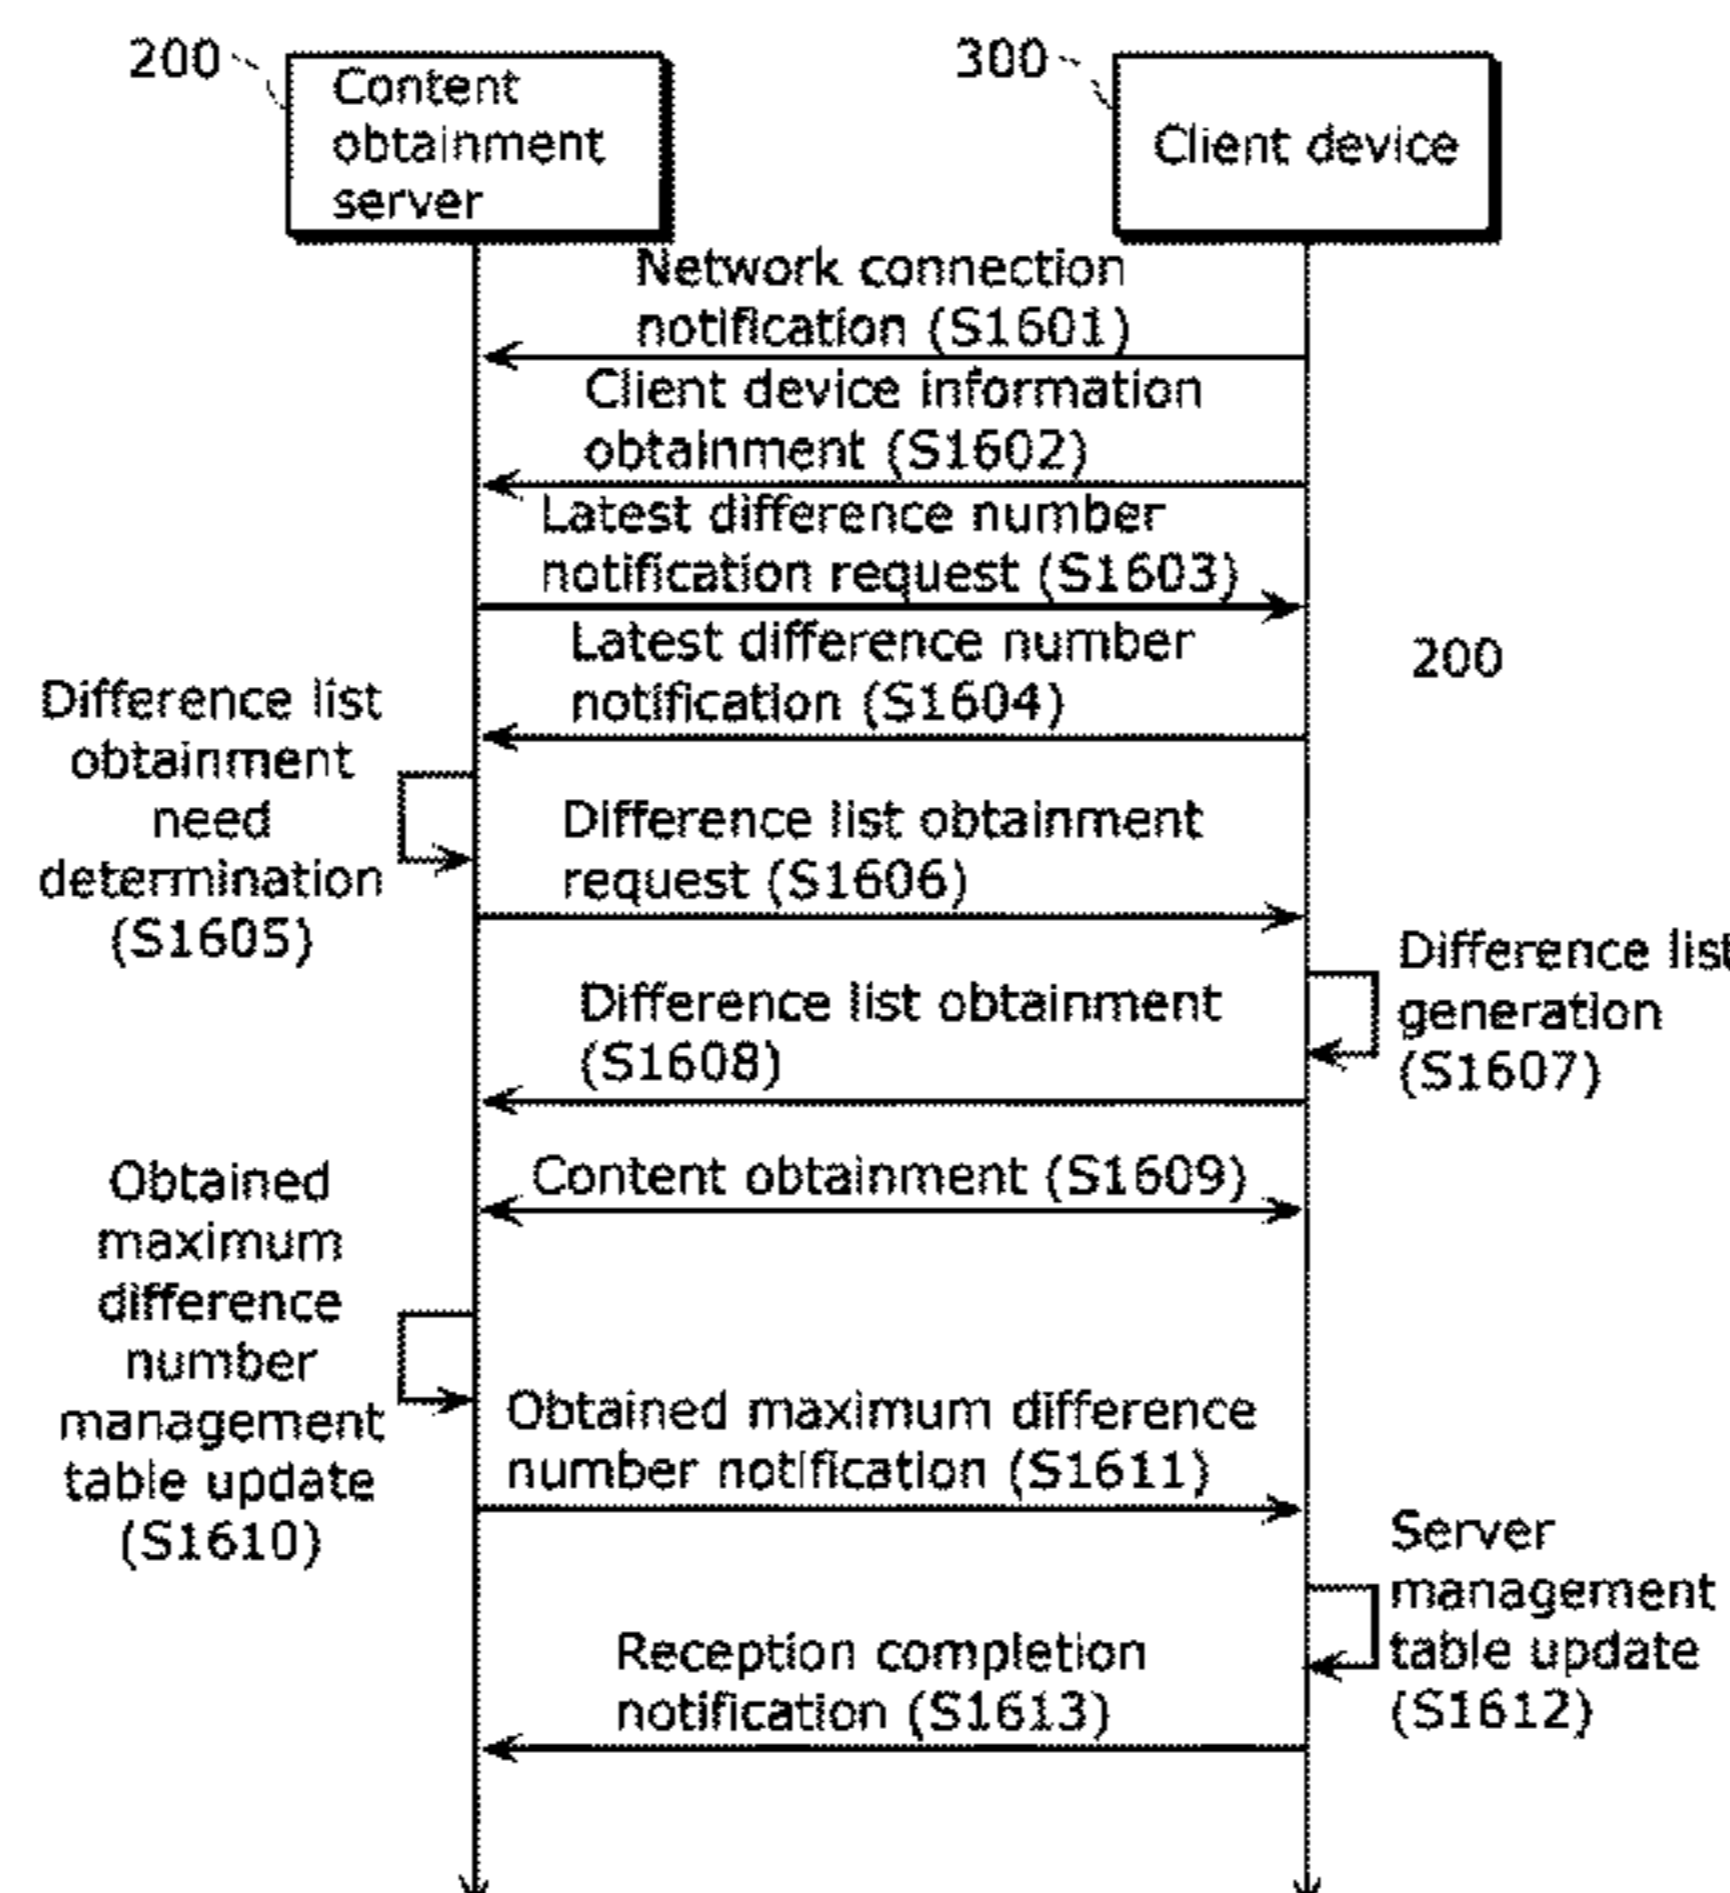 200
Content
obtainment
server
300
Client device
Network connection
notification (S1601)
Client device information
obtainment (S1602)
Latest difference number
notification request (S1603)
Latest difference number
notification (S1604)
200
Difference list
obtainment
need
determination
(S1605)
Difference list obtainment
request (S1606)
Difference list
generation
(S1607)
Difference list obtainment
(S1608)
Content obtainment (S1609)
Obtained
maximum
difference
number
management
table update
(S1610)
Obtained maximum difference
number notification (S1611)
Server
management
table update
(S1612)
Reception completion
notification (S1613)